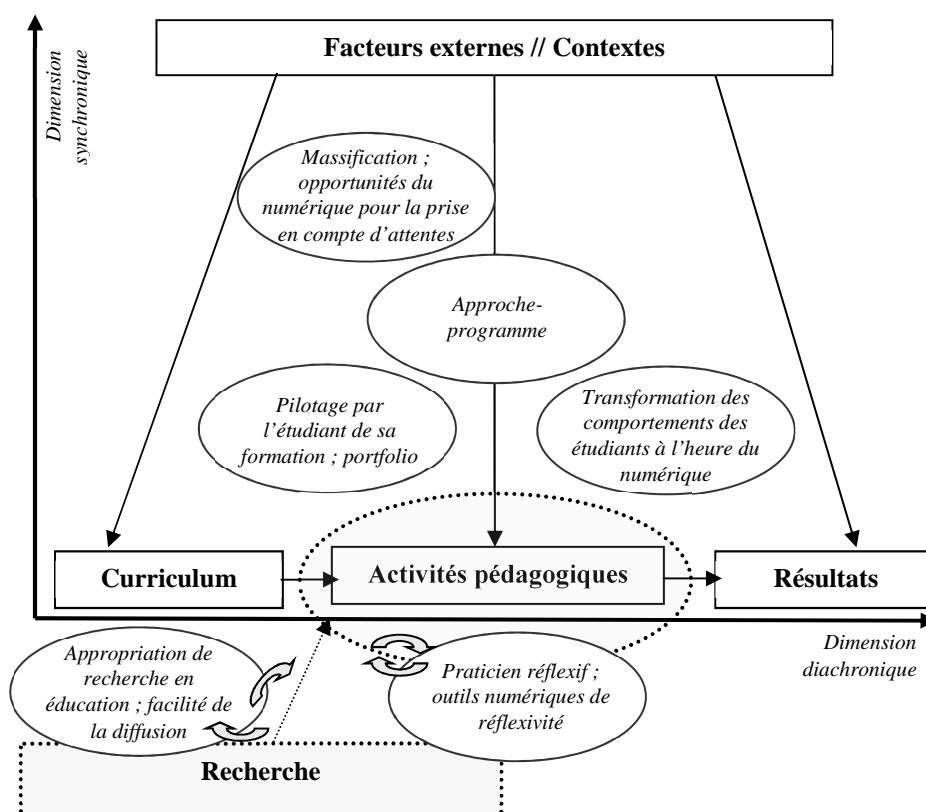 Facteurs externes // Contextes
Dimension
synchronique
Massification ;
opportunités du
numérique pour la prise
en compte d'attentes
Approche-
programme
Pilotage par
l'étudiant de sa
formation ; portfolio
Transformation des
comportements des
étudiants à l'heure du
numérique
Curriculum
Activités pédagogiques
Résultats
Dimension
diachronique
Appropriation de
recherche en
éducation ; facilité de
la diffusion
Praticien réflexif ;
outils numériques de
réflexivité
Recherche